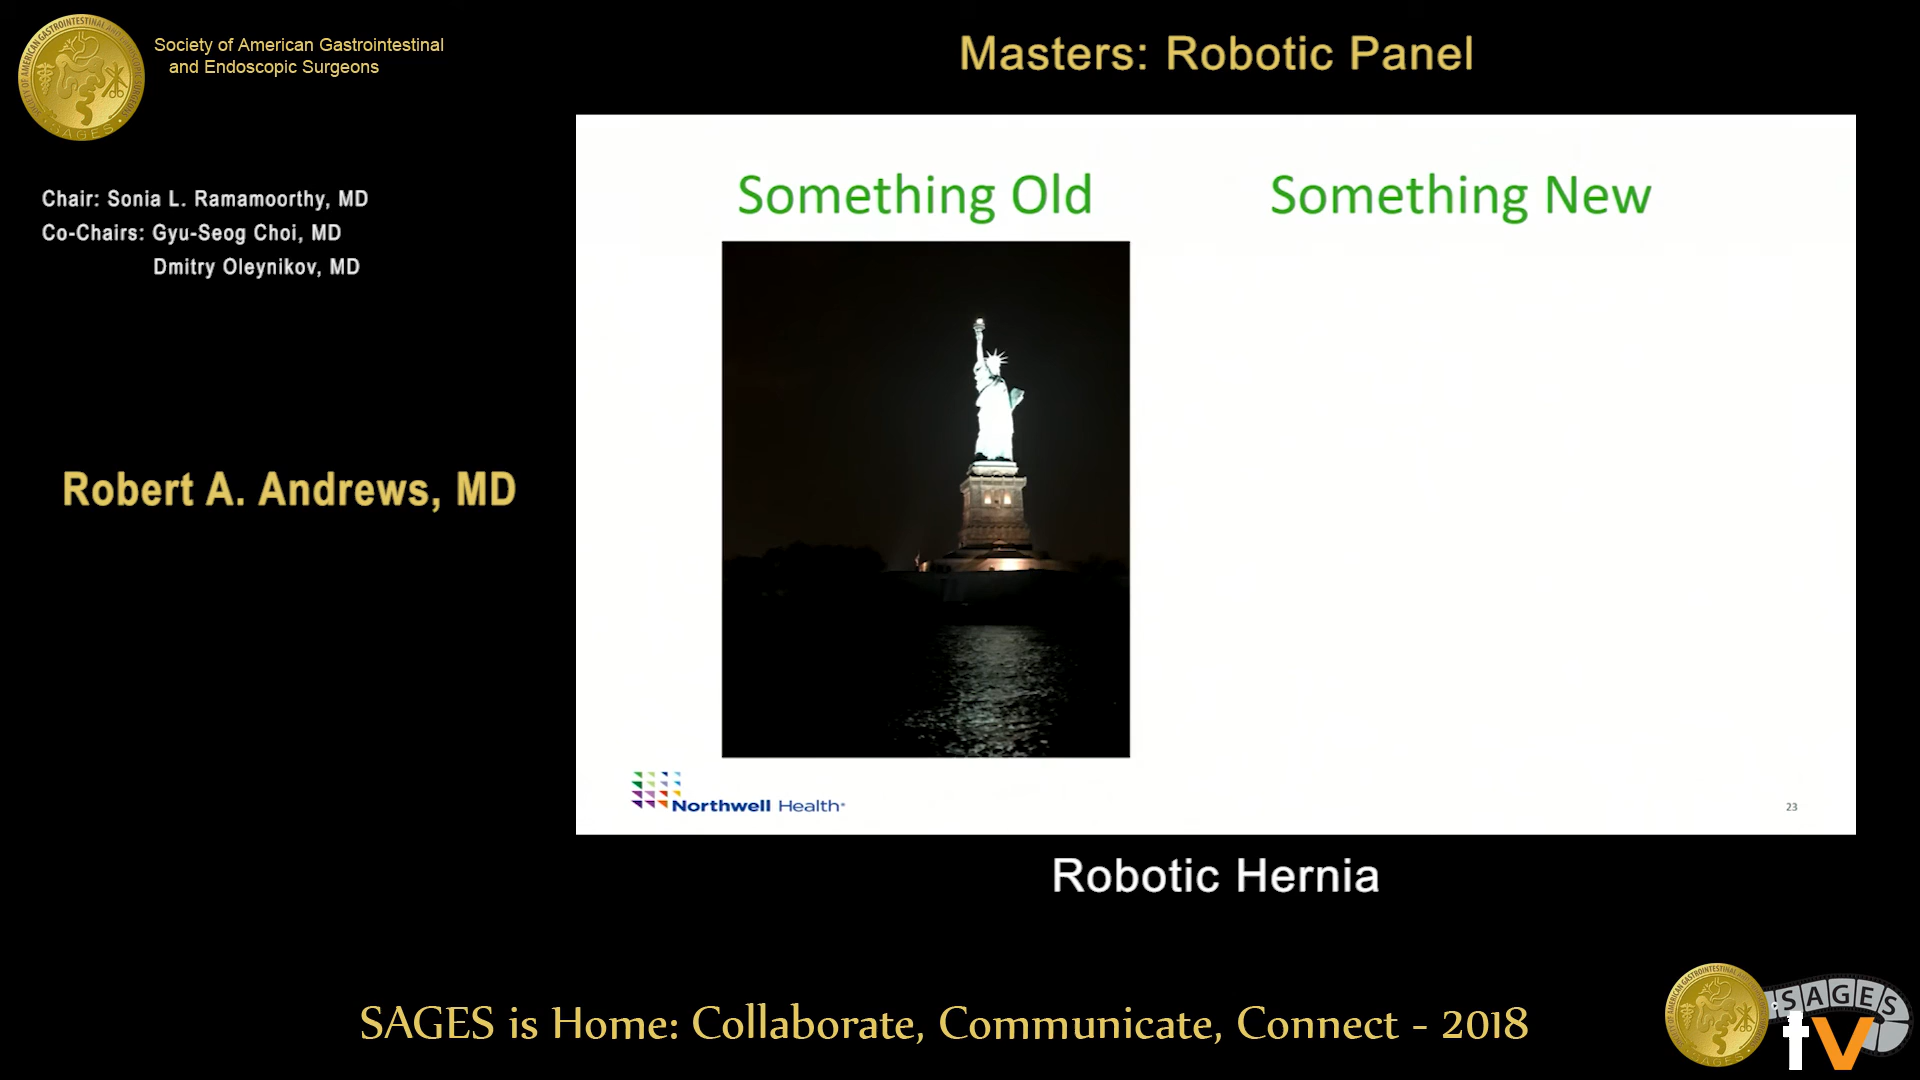 Society of American Gastrointestinal
and Endoscopic Surgeons
Masters: Robotic Panel
Chair: Sonia L. Ramamoorthy, MD
Co-Chairs: Gyu-Seog Choi, MD
Dmitry Oleynikov, MD
Robert A. Andrews, MD
Something Old
Something New
Northwell Health
23
Robotic Hernia
SAGES is Home: Collaborate, Communicate, Connect - 2018
SAGES
tv